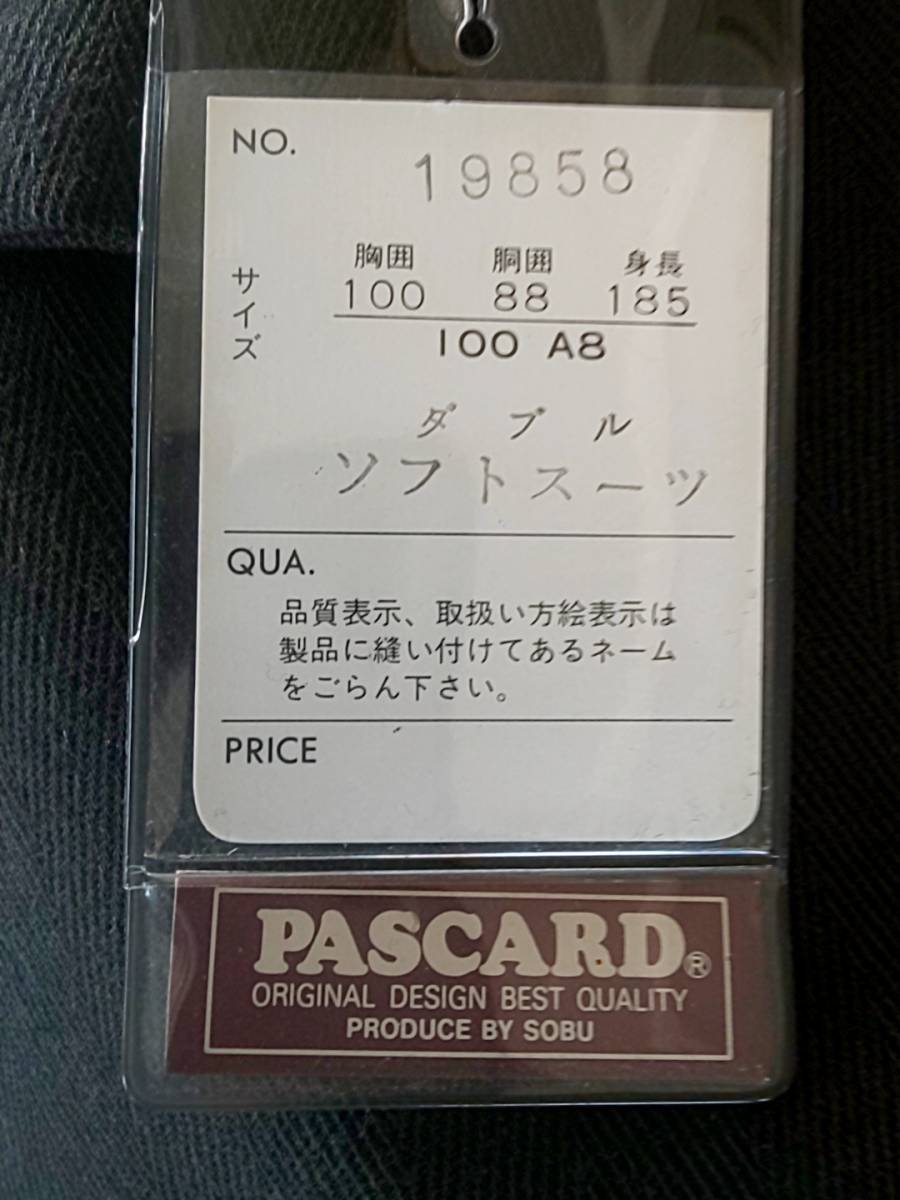 NO.
19858
サイズ
胸囲 胴囲 身長
100 88 185
100 A8
ダブル
ソフトスーツ
QUA.
品質表示、取扱い方絵表示は
製品に縫い付けてあるネーム
をごらん下さい。
PRICE
PASCARD®
ORIGINAL DESIGN BEST QUALITY
PRODUCE BY SOBU